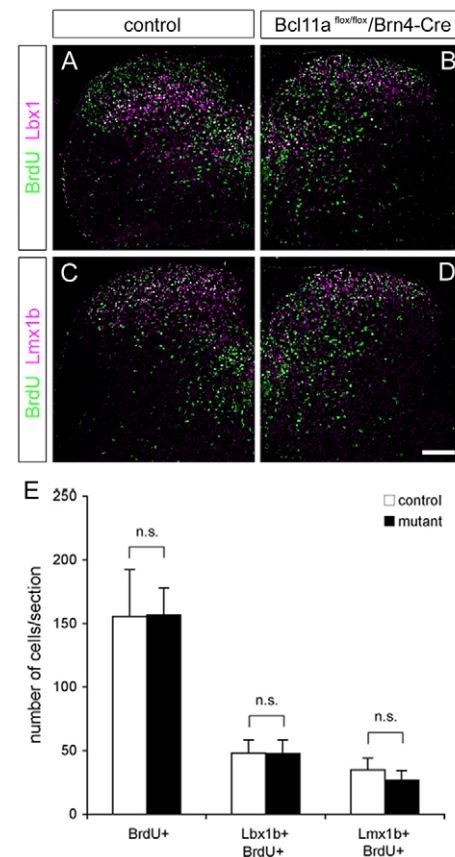 control
Bcl11a flox/flox/Brn4-Cre
A
B
BrdU Lbx1
C
D
BrdU Lmx1b
E
number of cells/section
250
200
150
100
50
0
control
mutant
n.s.
n.s.
n.s.
BrdU+
Lbx1b+
BrdU+
Lmx1b+
BrdU+